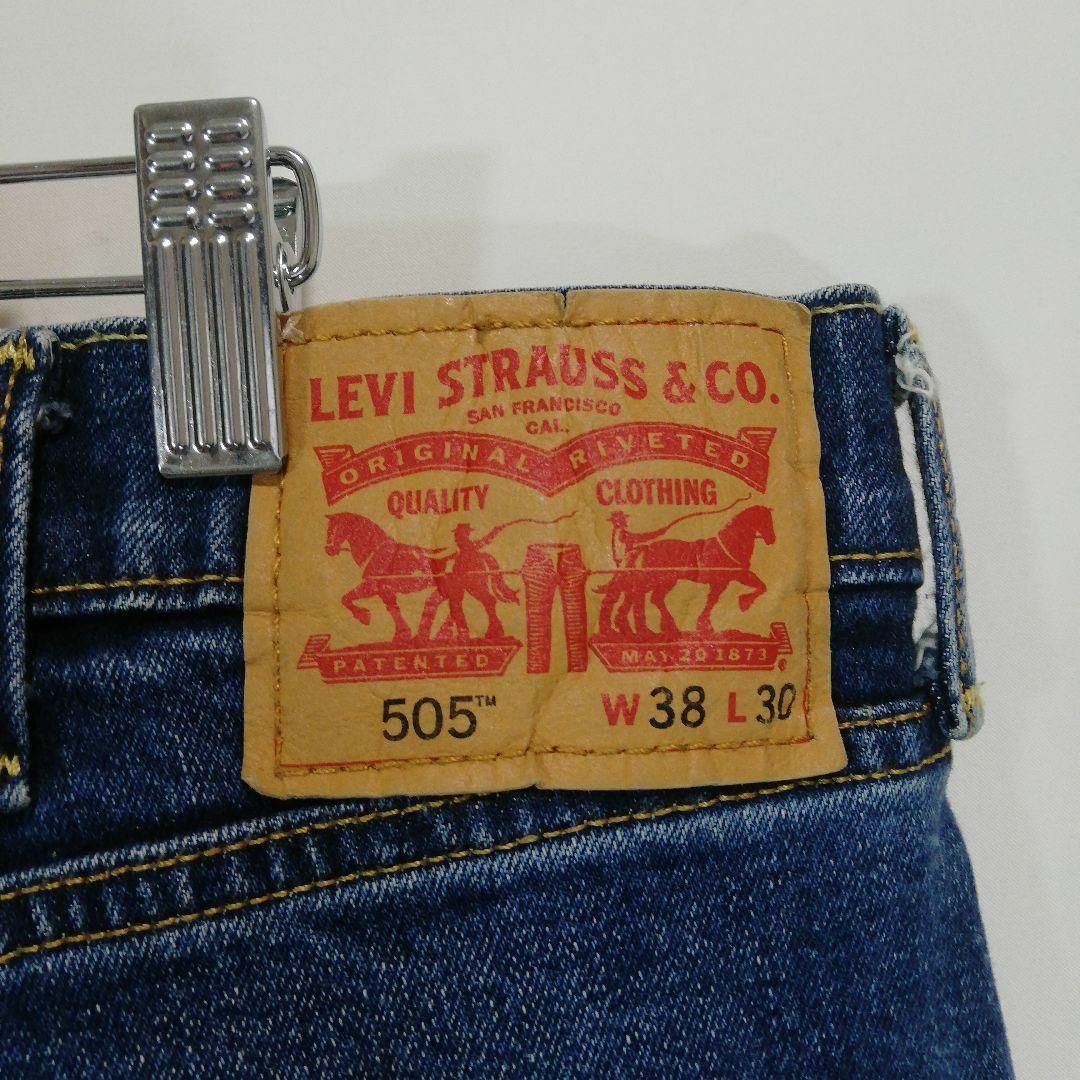 LEVI STRAUSS & CO.
SAN FRANCISCO
CAL.
ORIGINAL RIVETED
QUALITY CLOTHING
PATENTED MAY 20 1873
505™ W38 L30